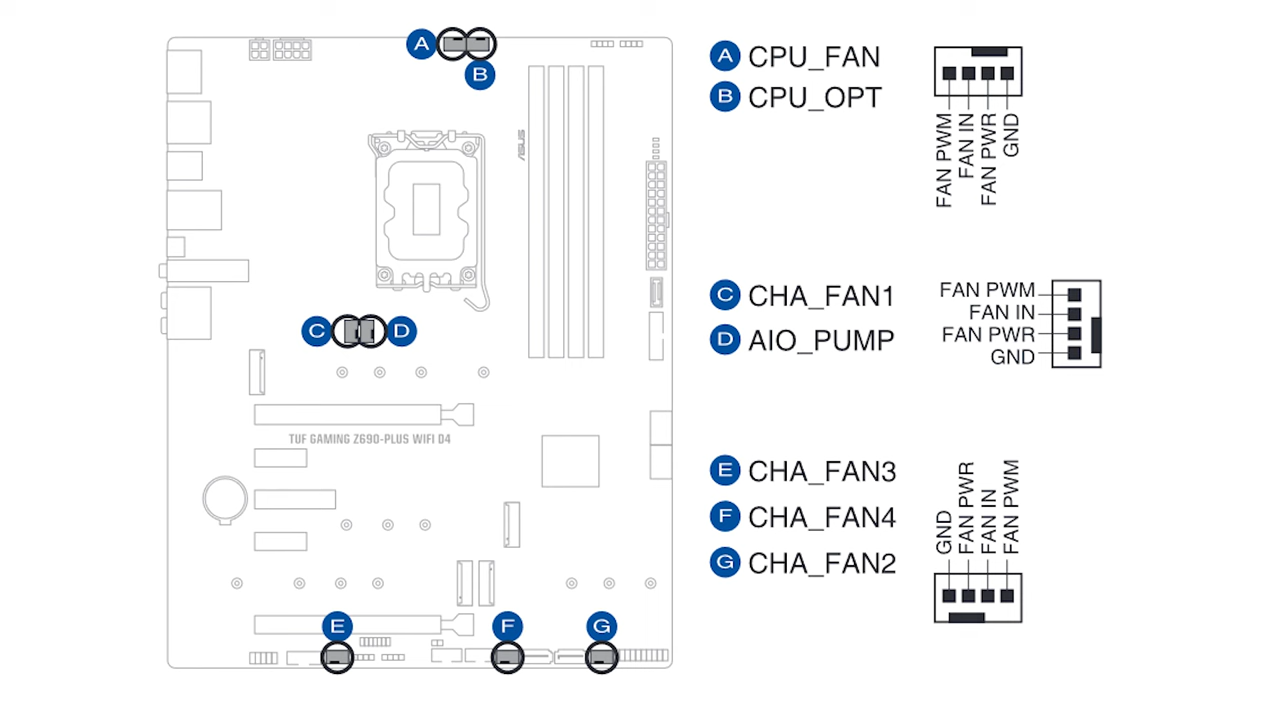 A
B
ASUS
C
D
TUF GAMING Z690-PLUS WIFI D4
E
F
G
A CPU_FAN
B CPU_OPT
FAN PWM
FAN IN
FAN PWR
GND
C CHA_FAN1
D AIO_PUMP
FAN PWM
FAN IN
FAN PWR
GND
E CHA_FAN3
F CHA_FAN4
G CHA_FAN2
GND
FAN PWR
FAN IN
FAN PWM